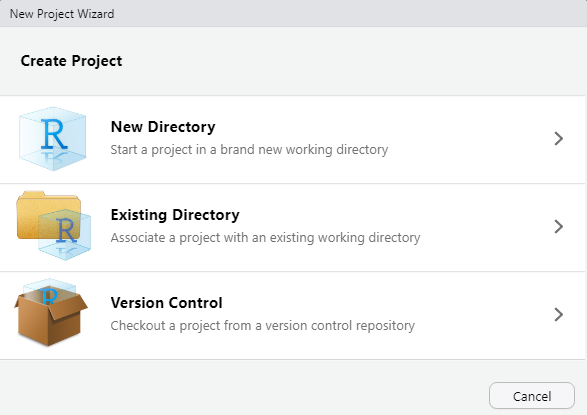 New Project Wizard
Create Project
R
New Directory
Start a project in a brand new working directory
R
Existing Directory
Associate a project with an existing working directory
R
Version Control
Checkout a project from a version control repository
Cancel